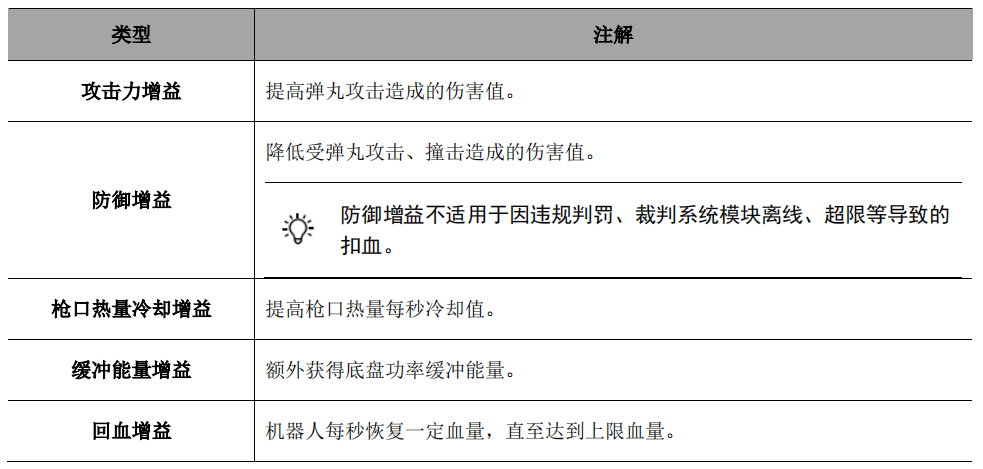 类型
注解
攻击力增益
提高弹丸攻击造成的伤害值。
防御增益
降低受弹丸攻击、撞击造成的伤害值。
防御增益不适用于因违规判罚、裁判系统模块离线、超限等导致的
扣血。
枪口热量冷却增益
提高枪口热量每秒冷却值。
缓冲能量增益
额外获得底盘功率缓冲能量。
回血增益
机器人每秒恢复一定血量，直至达到上限血量。